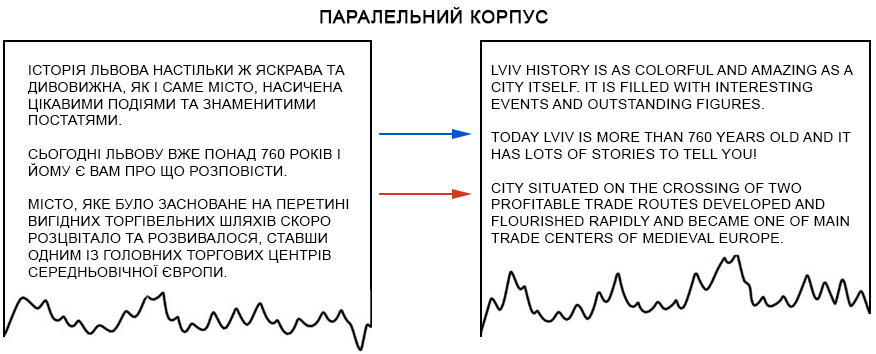 ПАРАЛЕЛЬНИЙ КОРПУС
ІСТОРІЯ ЛЬВОВА НАСТІЛЬКИ Ж ЯСКРАВА ТА
ДИВОВИЖНА, ЯК І САМЕ МІСТО, НАСИЧЕНА
ЦІКАВИМИ ПОДІЯМИ ТА ЗНАМЕНИТИМИ
ПОСТАТЯМИ.
СЬОГОДНІ ЛЬВОВУ ВЖЕ ПОНАД 760 РОКІВ І
ЙОМУ Є ВАМ ПРО ЩО РОЗПОВІСТИ.
МІСТО, ЯКЕ БУЛО ЗАСНОВАНЕ НА ПЕРЕТИНІ
ВИГІДНИХ ТОРГІВЕЛЬНИХ ШЛЯХІВ СКОРО
РОЗЦВІТАЛО ТА РОЗВИВАЛОСЯ, СТАВШИ
ОДНИМ ІЗ ГОЛОВНИХ ТОРГОВИХ ЦЕНТРІВ
СЕРЕДНЬОВІЧНОЇ ЄВРОПИ.
LVIV HISTORY IS AS COLORFUL AND AMAZING AS A
CITY ITSELF. IT IS FILLED WITH INTERESTING
EVENTS AND OUTSTANDING FIGURES.
TODAY LVIV IS MORE THAN 760 YEARS OLD AND IT
HAS LOTS OF STORIES TO TELL YOU!
CITY SITUATED ON THE CROSSING OF TWO
PROFITABLE TRADE ROUTES DEVELOPED AND
FLOURISHED RAPIDLY AND BECAME ONE OF MAIN
TRADE CENTERS OF MEDIEVAL EUROPE.